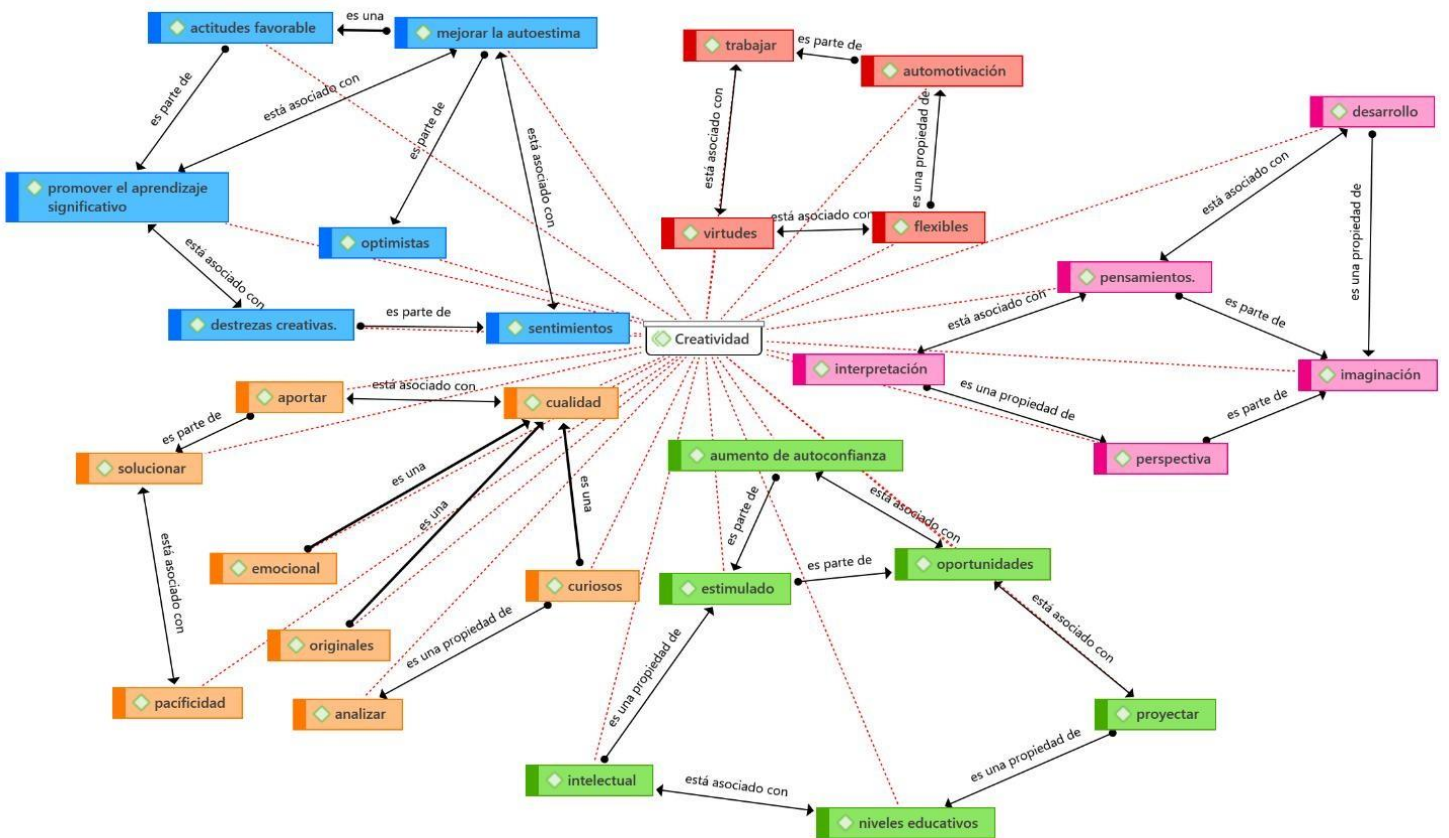 actitudes favorable
es una
mejorar la autoestima
es parte de
está asociado con
es parte de
está asociado con
promover el aprendizaje
significativo
optimistas
está asociado con
destrezas creativas.
es parte de
sentimientos
trabajar
es parte de
automotivación
está asociado con
es una propiedad de
virtudes
está asociado con
flexibles
desarrollo
está asociado con
es una propiedad de
pensamientos.
está asociado con
es parte de
interpretación
imaginación
es una propiedad de
es parte de
perspectiva
Creatividad
aportar
está asociado con
cualidad
es parte de
solucionar
es una
es una
es una
está asociado con
emocional
curiosos
originales
es una propiedad de
pacificidad
analizar
aumento de autoconfianza
es parte de
está asociado con
estimulado
es parte de
oportunidades
es una propiedad de
está asociado con
proyectar
intelectual
está asociado con
es una propiedad de
niveles educativos